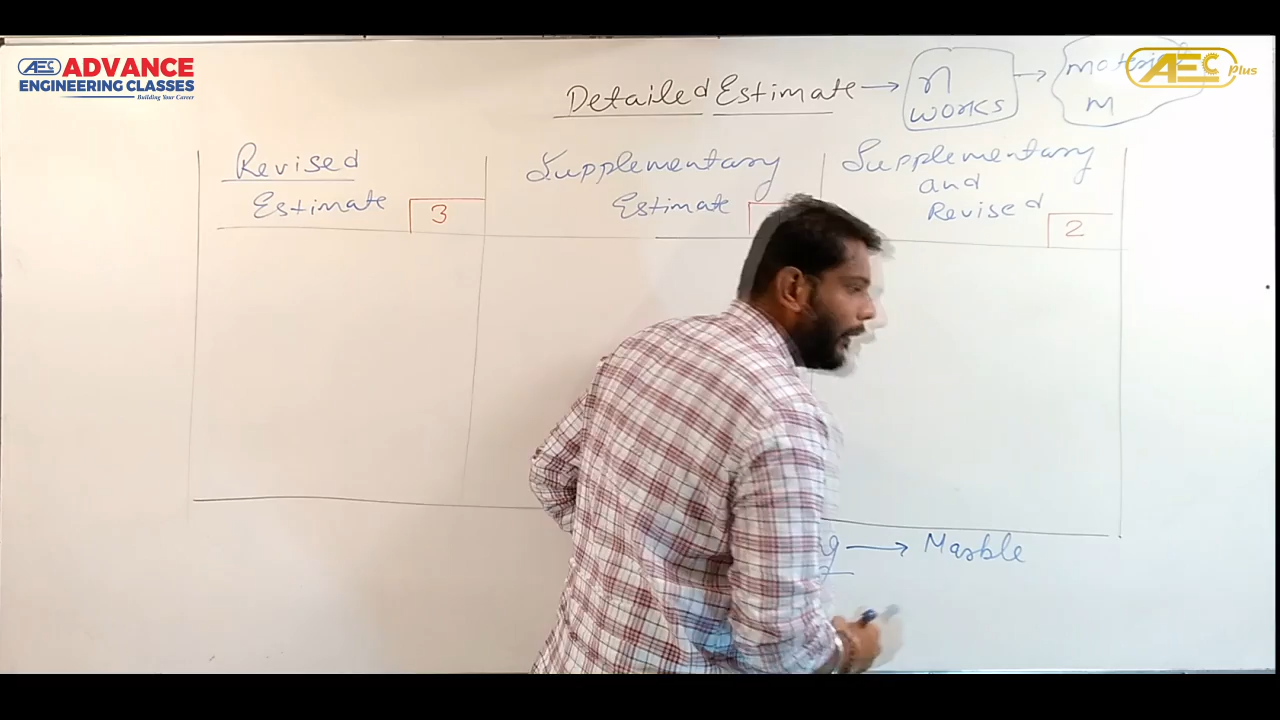 AEC ADVANCE
ENGINEERING CLASSES
Building Your Career
AEC Plus
Detailed Estimate → n works → m
Revised Estimate 3
Supplementary Estimate
Supplementary and Revised 2
→ Marble